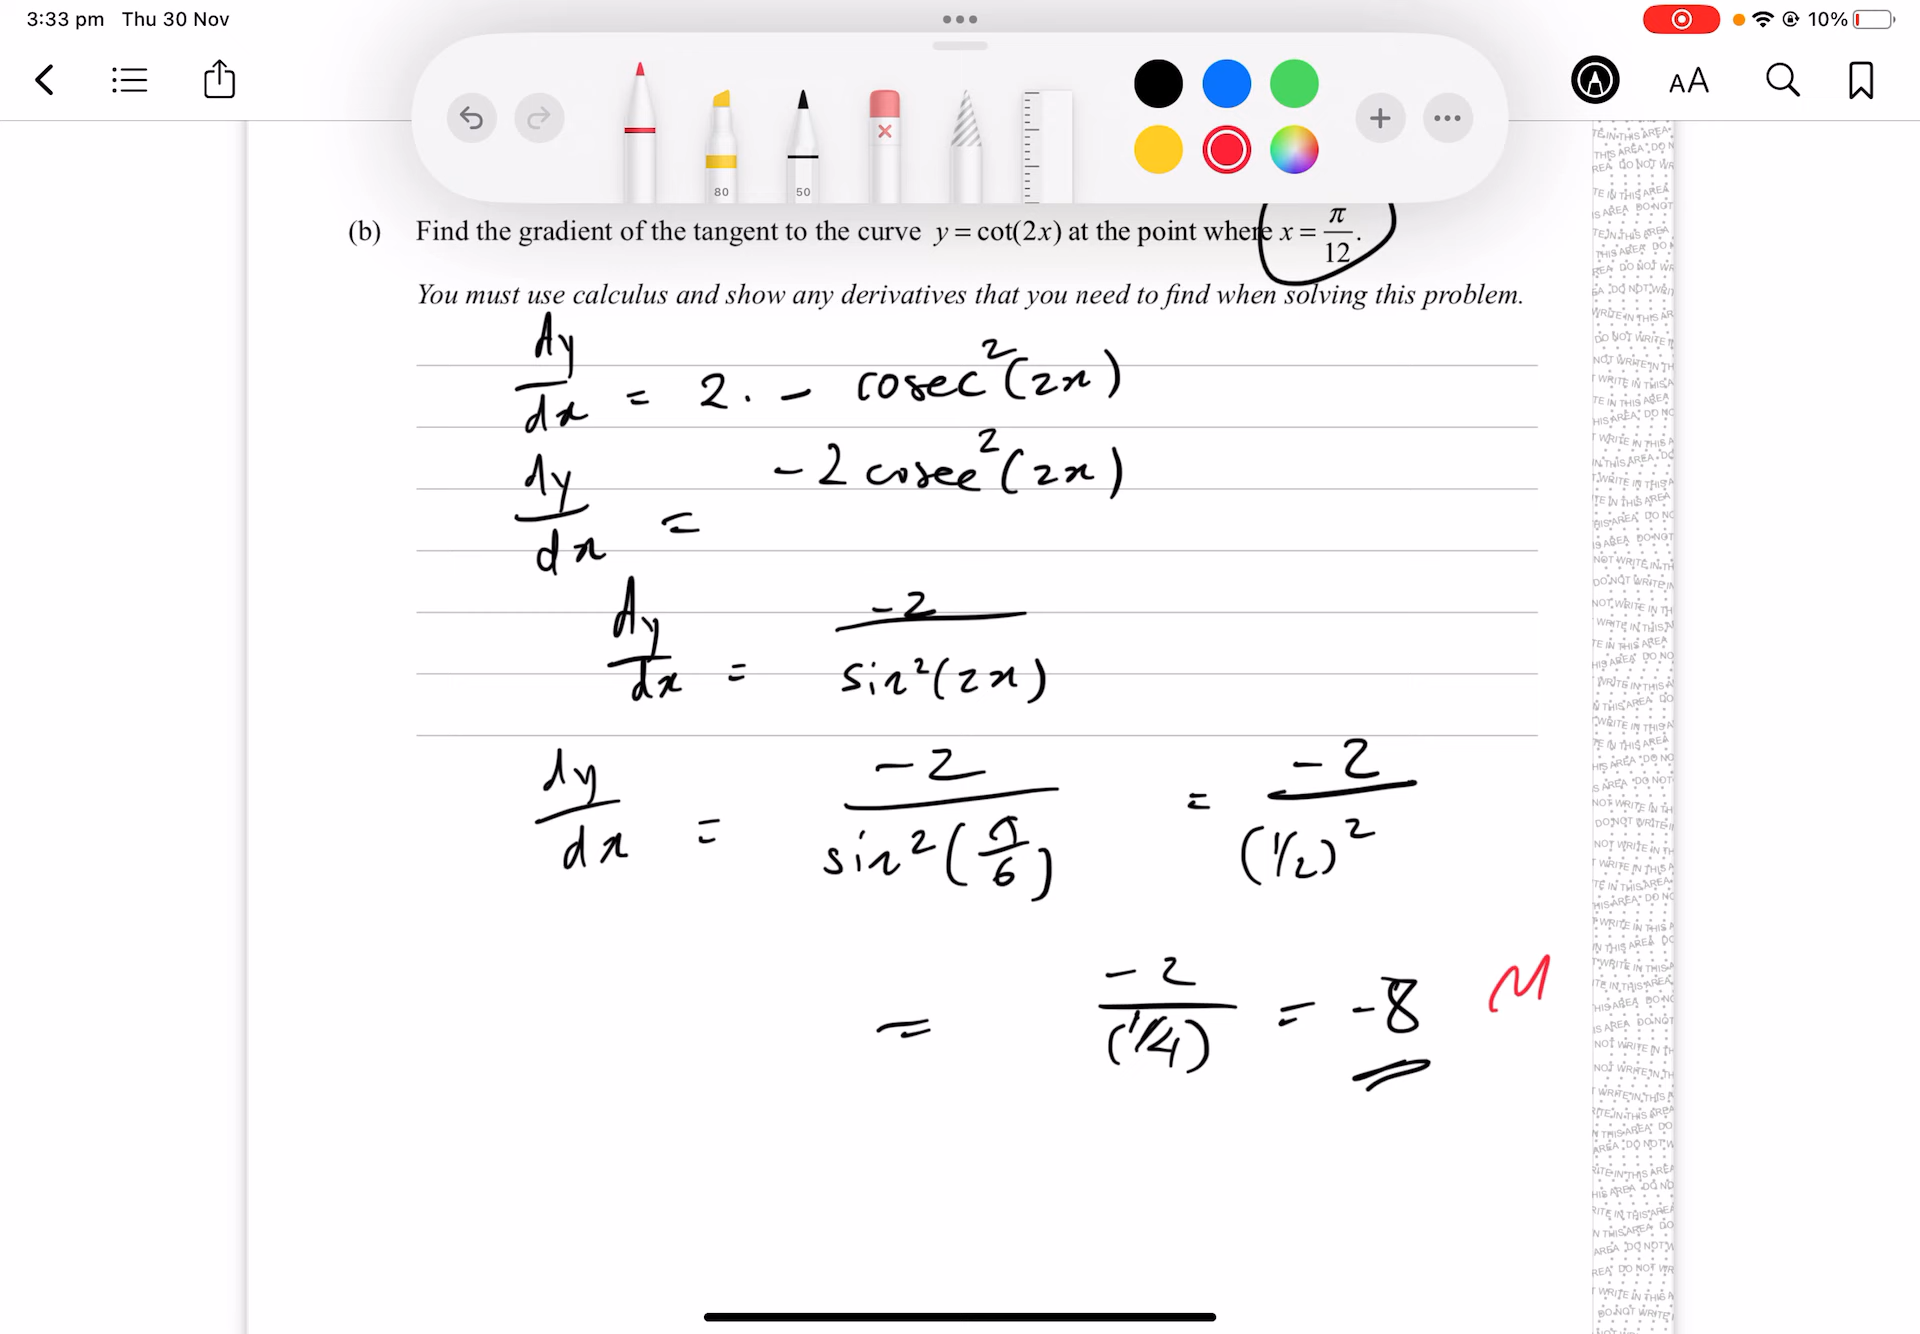 3:33 pm Thu 30 Nov
10%
80
50
AA
(b) Find the gradient of the tangent to the curve y = cot(2x) at the point where x = π/12.
You must use calculus and show any derivatives that you need to find when solving this problem.
dy/dx = 2. - cosec²(2x)
dy/dx = -2 cosec²(2x)
dy/dx = -2/sin²(2x)
dy/dx = -2/sin²(π/6) = -2/(1/2)²
= -2/(1/4) = -8 M